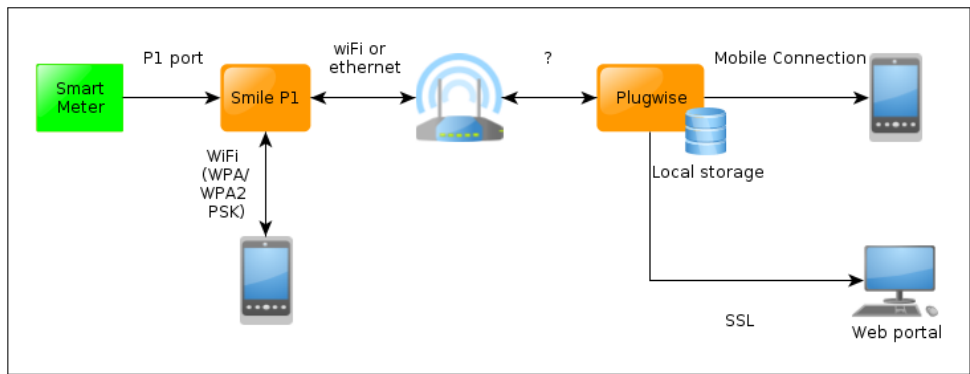 P1 port
wiFi or
ethernet
?
Mobile Connection
Smart
Meter
Smile P1
Plugwise
WiFi
(WPA/
WPA2
PSK)
Local storage
SSL
Web portal